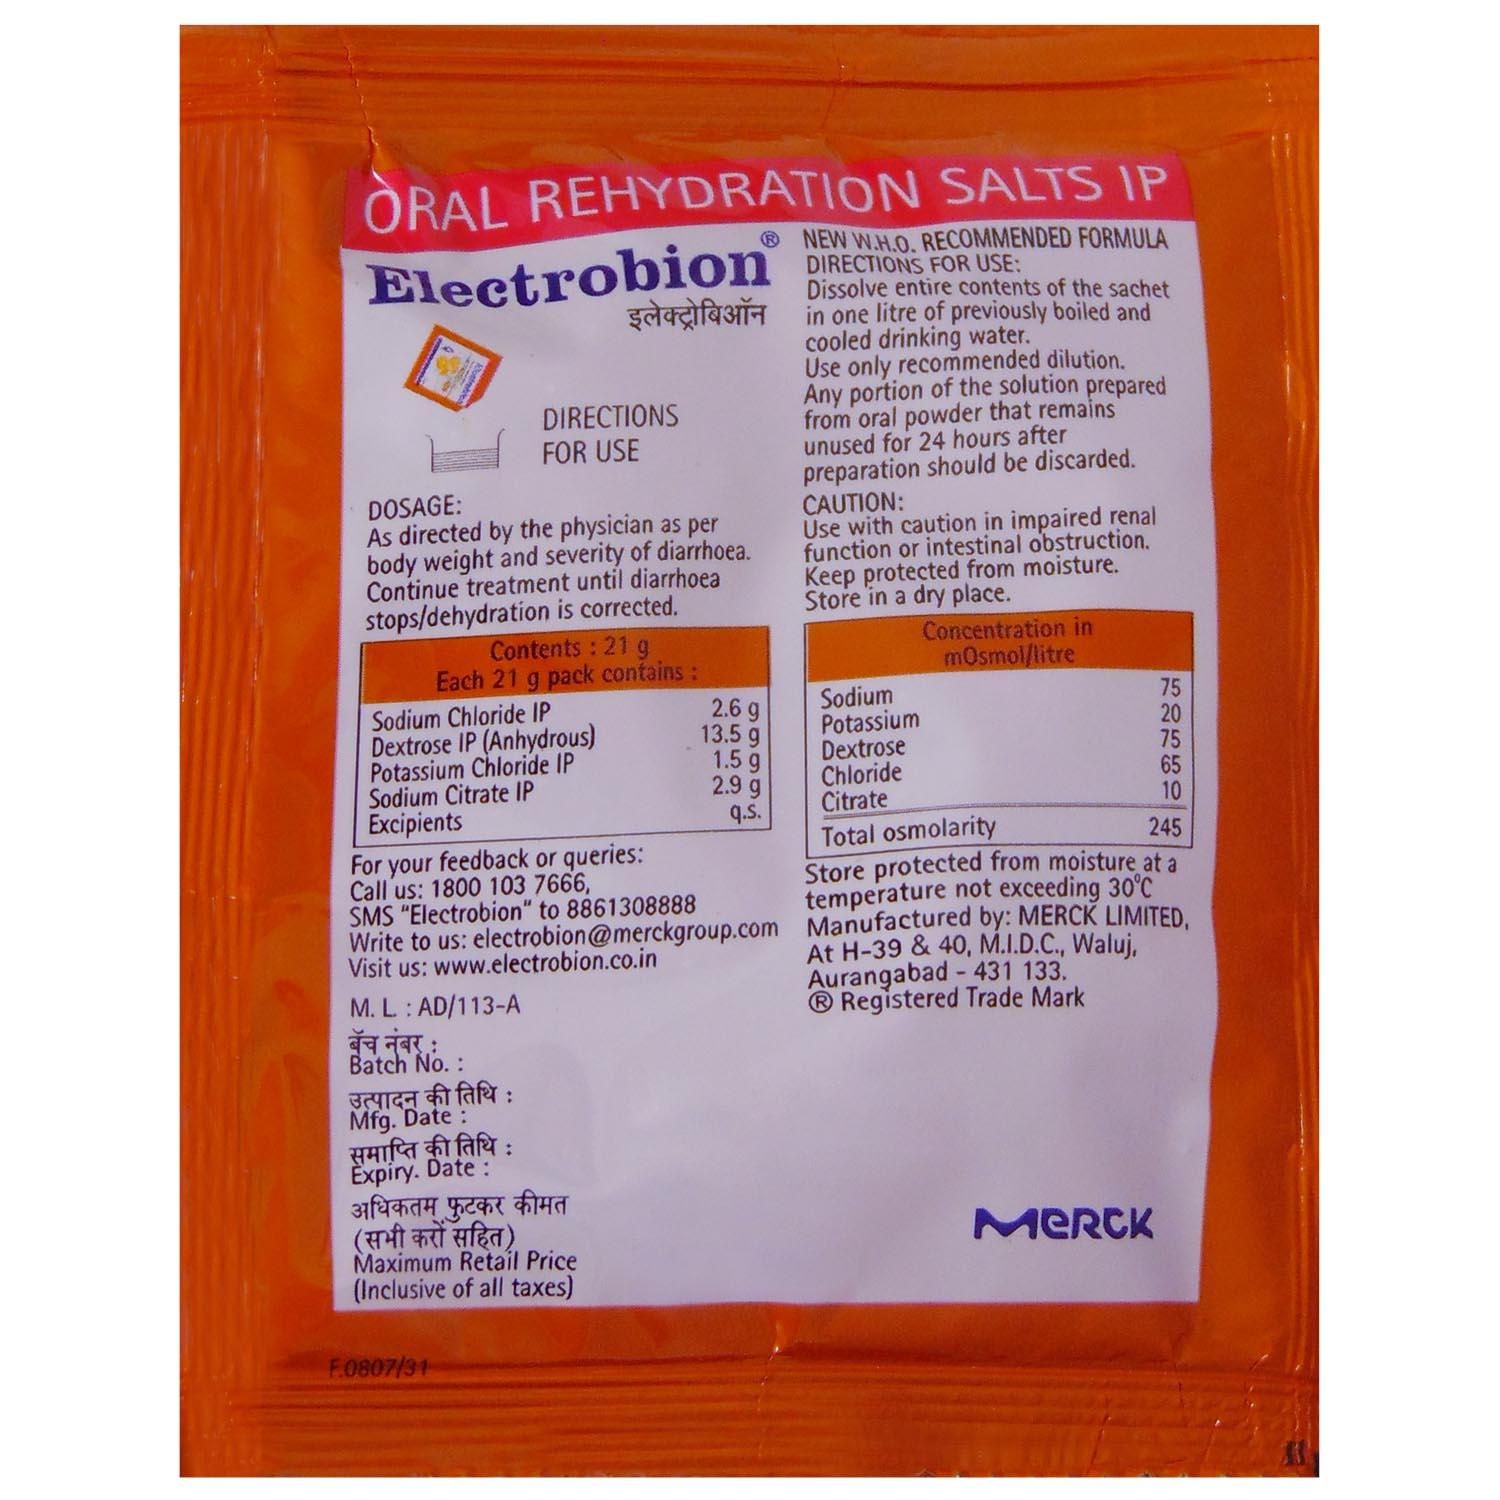 ORAL REHYDRATION SALTS IP
Electrobion®
इलेक्ट्रोबिऑन
DIRECTIONS
FOR USE
DOSAGE:
As directed by the physician as per
body weight and severity of diarrhoea.
Continue treatment until diarrhoea
stops/dehydration is corrected.
Contents : 21 g
Each 21 g pack contains :
Sodium Chloride IP 2.6 g
Dextrose IP (Anhydrous) 13.5 g
Potassium Chloride IP 1.5 g
Sodium Citrate IP 2.9 g
Excipients q.s.
For your feedback or queries:
Call us: 1800 103 7666,
SMS "Electrobion" to 8861308888
Write to us: electrobion@merckgroup.com
Visit us: www.electrobion.co.in
M. L : AD/113-A
बॅच नंबर :
Batch No. :
उत्पादन की तिथि :
Mfg. Date :
समाप्ति की तिथि :
Expiry. Date :
अधिकतम फुटकर कीमत
(सभी करों सहित)
Maximum Retail Price
(Inclusive of all taxes)
NEW W.H.O. RECOMMENDED FORMULA
DIRECTIONS FOR USE:
Dissolve entire contents of the sachet
in one litre of previously boiled and
cooled drinking water.
Use only recommended dilution.
Any portion of the solution prepared
from oral powder that remains
unused for 24 hours after
preparation should be discarded.
CAUTION:
Use with caution in impaired renal
function or intestinal obstruction.
Keep protected from moisture.
Store in a dry place.
Concentration in
mOsmol/litre
Sodium 75
Potassium 20
Dextrose 75
Chloride 65
Citrate 10
Total osmolarity 245
Store protected from moisture at a
temperature not exceeding 30°C
Manufactured by: MERCK LIMITED,
At H-39 & 40, M.I.D.C., Waluj,
Aurangabad - 431 133.
® Registered Trade Mark
MERCK
F.0807/31